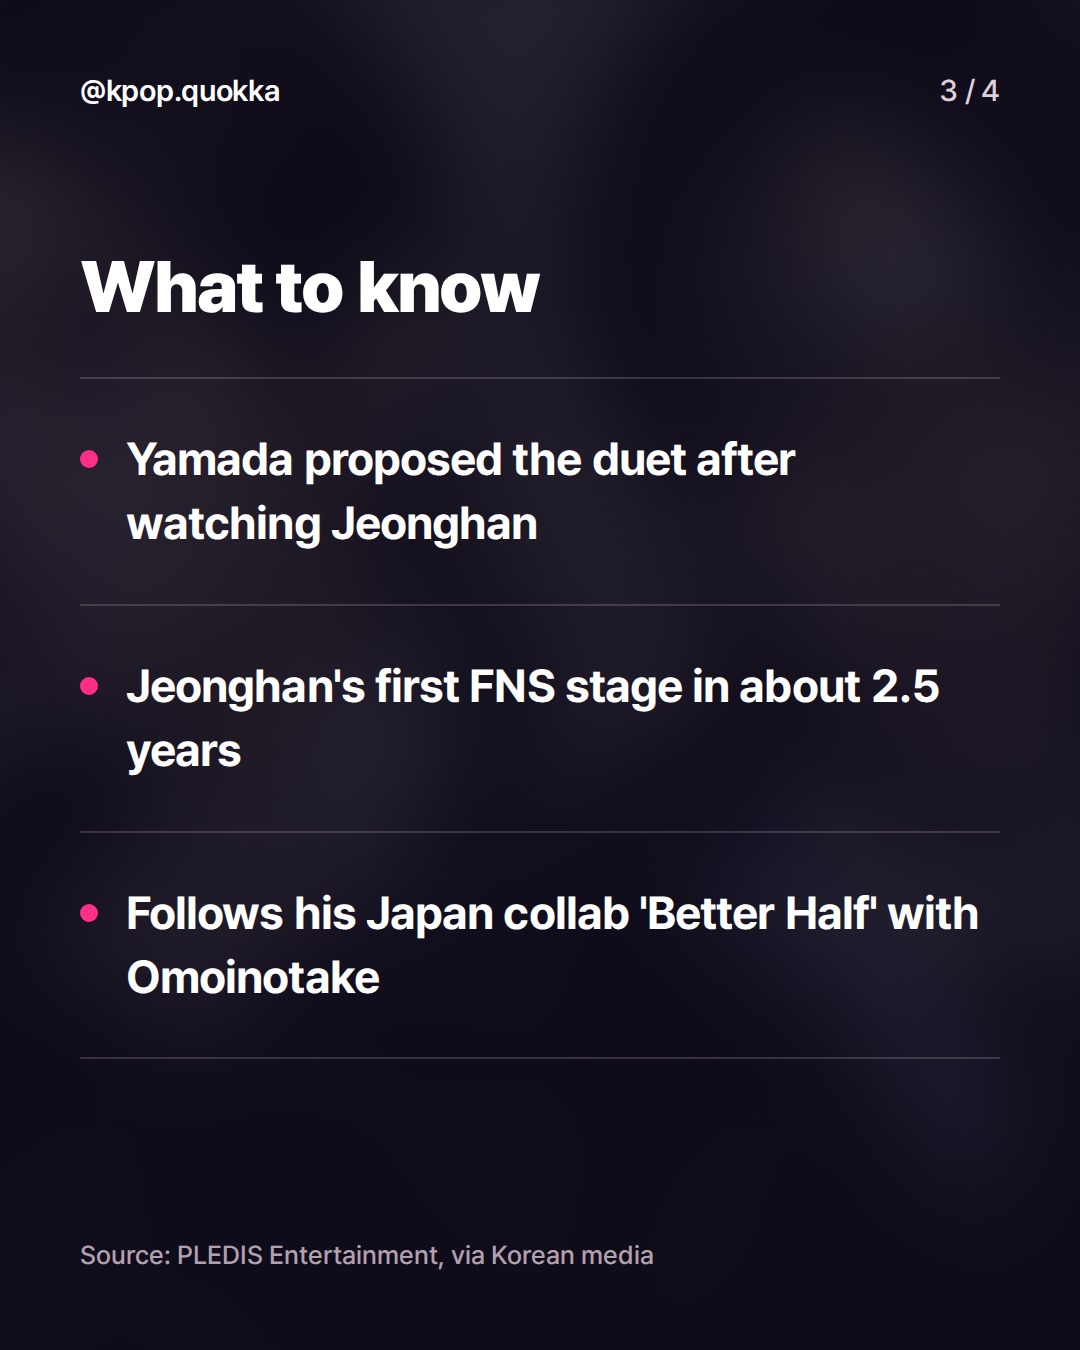 @kpop.quokka
3 / 4
What to know
Yamada proposed the duet after
watching Jeonghan
Jeonghan's first FNS stage in about 2.5
years
Follows his Japan collab 'Better Half' with
Omoinotake
Source: PLEDIS Entertainment, via Korean media